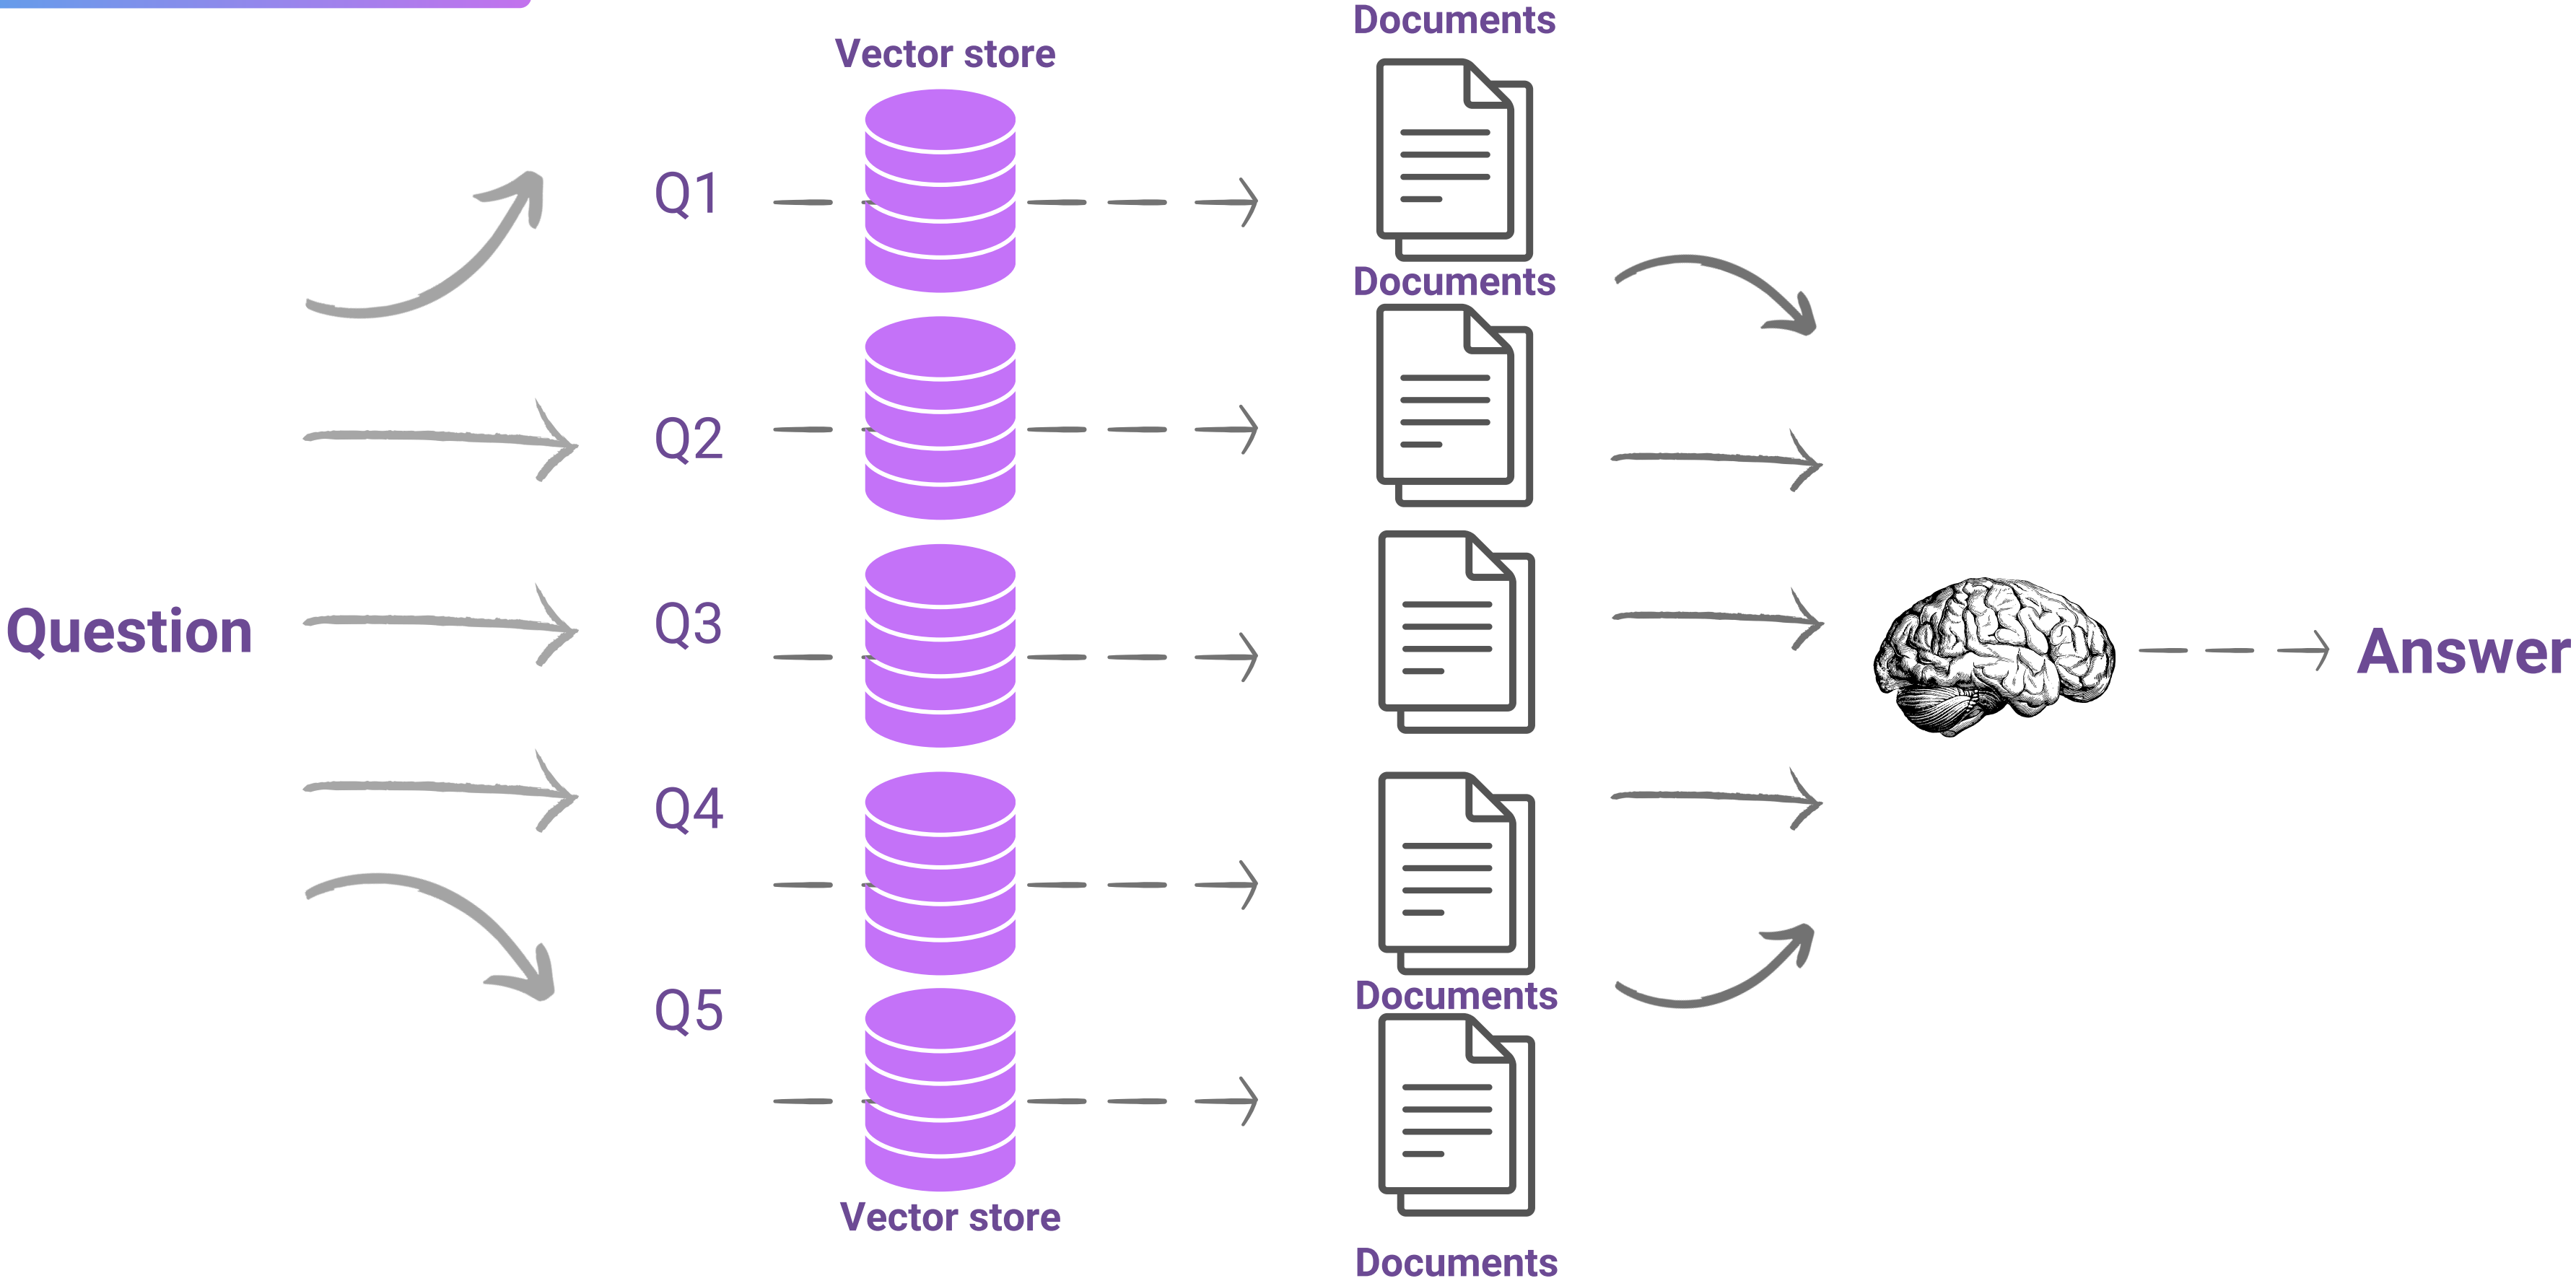 Documents
Vector store
Q1
Documents
Q2
Q3
Question
Answer
Q4
Documents
Q5
Vector store
Documents